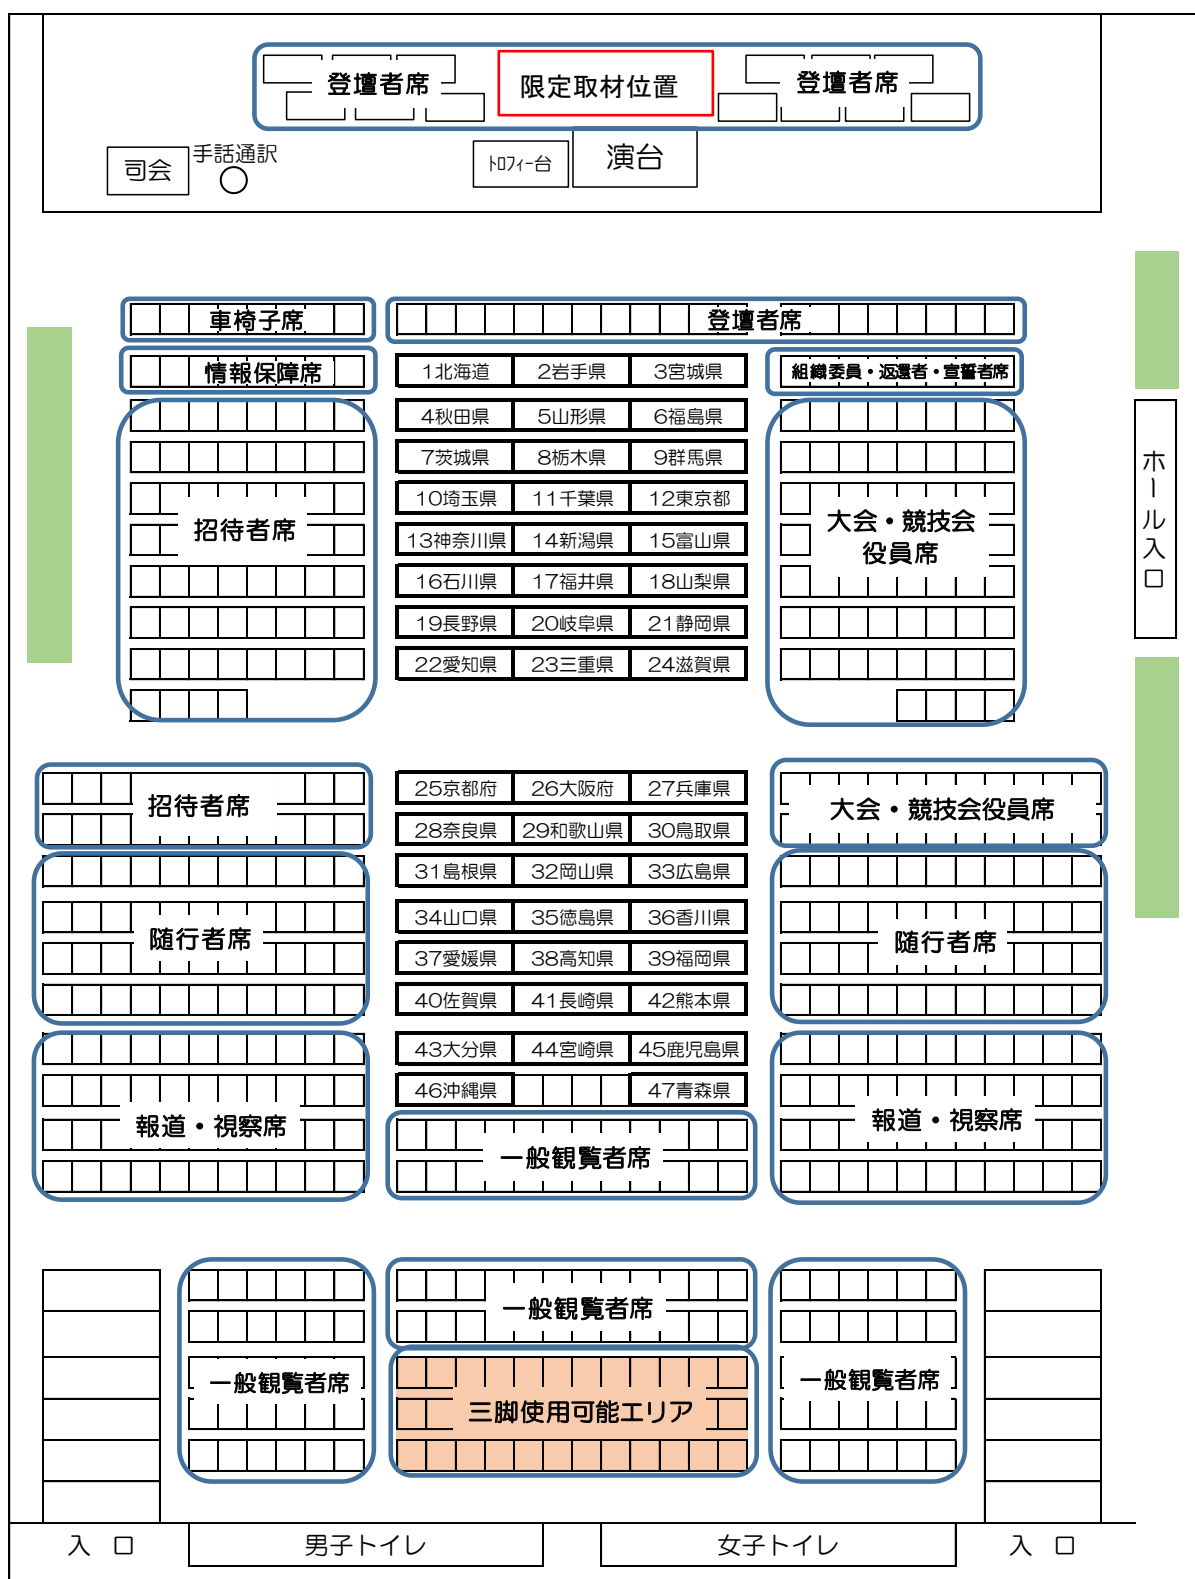 登壇者席
限定取材位置
登壇者席
司会
手話通訳
ﾄﾛﾌｨｰ台
演台
車椅子席
登壇者席
情報保障席
1北海道
2岩手県
3宮城県
組織委員・返還者・宣誓者席
4秋田県
5山形県
6福島県
7茨城県
8栃木県
9群馬県
10埼玉県
11千葉県
12東京都
招待者席
大会・競技会
役員席
ホール入口
13神奈川県
14新潟県
15富山県
16石川県
17福井県
18山梨県
19長野県
20岐阜県
21静岡県
22愛知県
23三重県
24滋賀県
招待者席
25京都府
26大阪府
27兵庫県
大会・競技会役員席
28奈良県
29和歌山県
30鳥取県
31島根県
32岡山県
33広島県
随行者席
34山口県
35徳島県
36香川県
随行者席
37愛媛県
38高知県
39福岡県
40佐賀県
41長崎県
42熊本県
43大分県
44宮崎県
45鹿児島県
46沖縄県
47青森県
報道・視察席
一般観覧者席
報道・視察席
一般観覧者席
一般観覧者席
一般観覧者席
三脚使用可能エリア
入口
男子トイレ
女子トイレ
入口